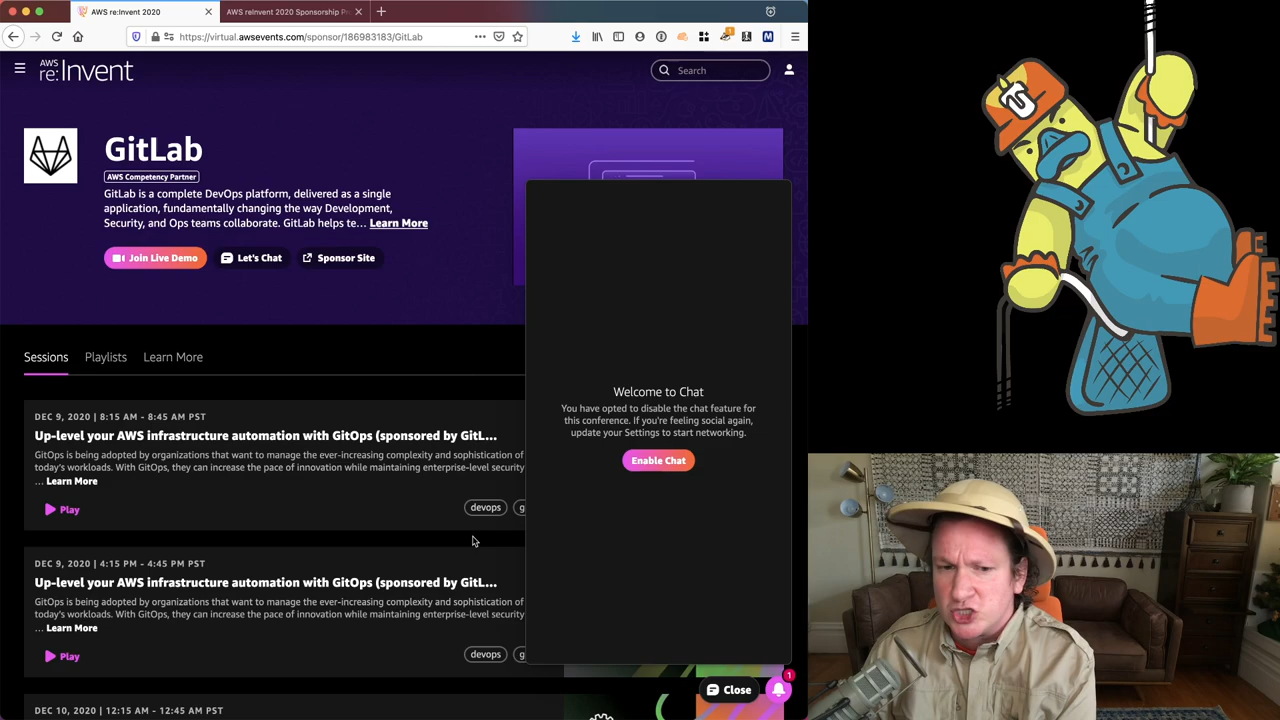 AWS re:Invent 2020
AWS reInvent 2020 Sponsorship Pr
https://virtual.awsevents.com/sponsor/186983183/GitLab
AWS
re:Invent
Search
GitLab
AWS Competency Partner
GitLab is a complete DevOps platform, delivered as a single
application, fundamentally changing the way Development,
Security, and Ops teams collaborate. GitLab helps te... Learn More
Join Live Demo
Let's Chat
Sponsor Site
Sessions
Playlists
Learn More
DEC 9, 2020 | 8:15 AM - 8:45 AM PST
Up-level your AWS infrastructure automation with GitOps (sponsored by GitL...
GitOps is being adopted by organizations that want to manage the ever-increasing complexity and sophistication of
today's workloads. With GitOps, they can increase the pace of innovation while maintaining enterprise-level security
... Learn More
Play
devops
g
DEC 9, 2020 | 4:15 PM - 4:45 PM PST
Up-level your AWS infrastructure automation with GitOps (sponsored by GitL...
GitOps is being adopted by organizations that want to manage the ever-increasing complexity and sophistication of
today's workloads. With GitOps, they can increase the pace of innovation while maintaining enterprise-level security
... Learn More
Play
devops
g
DEC 10, 2020 | 12:15 AM - 12:45 AM PST
Welcome to Chat
You have opted to disable the chat feature for
this conference. If you're feeling social again,
update your Settings to start networking.
Enable Chat
Close
1